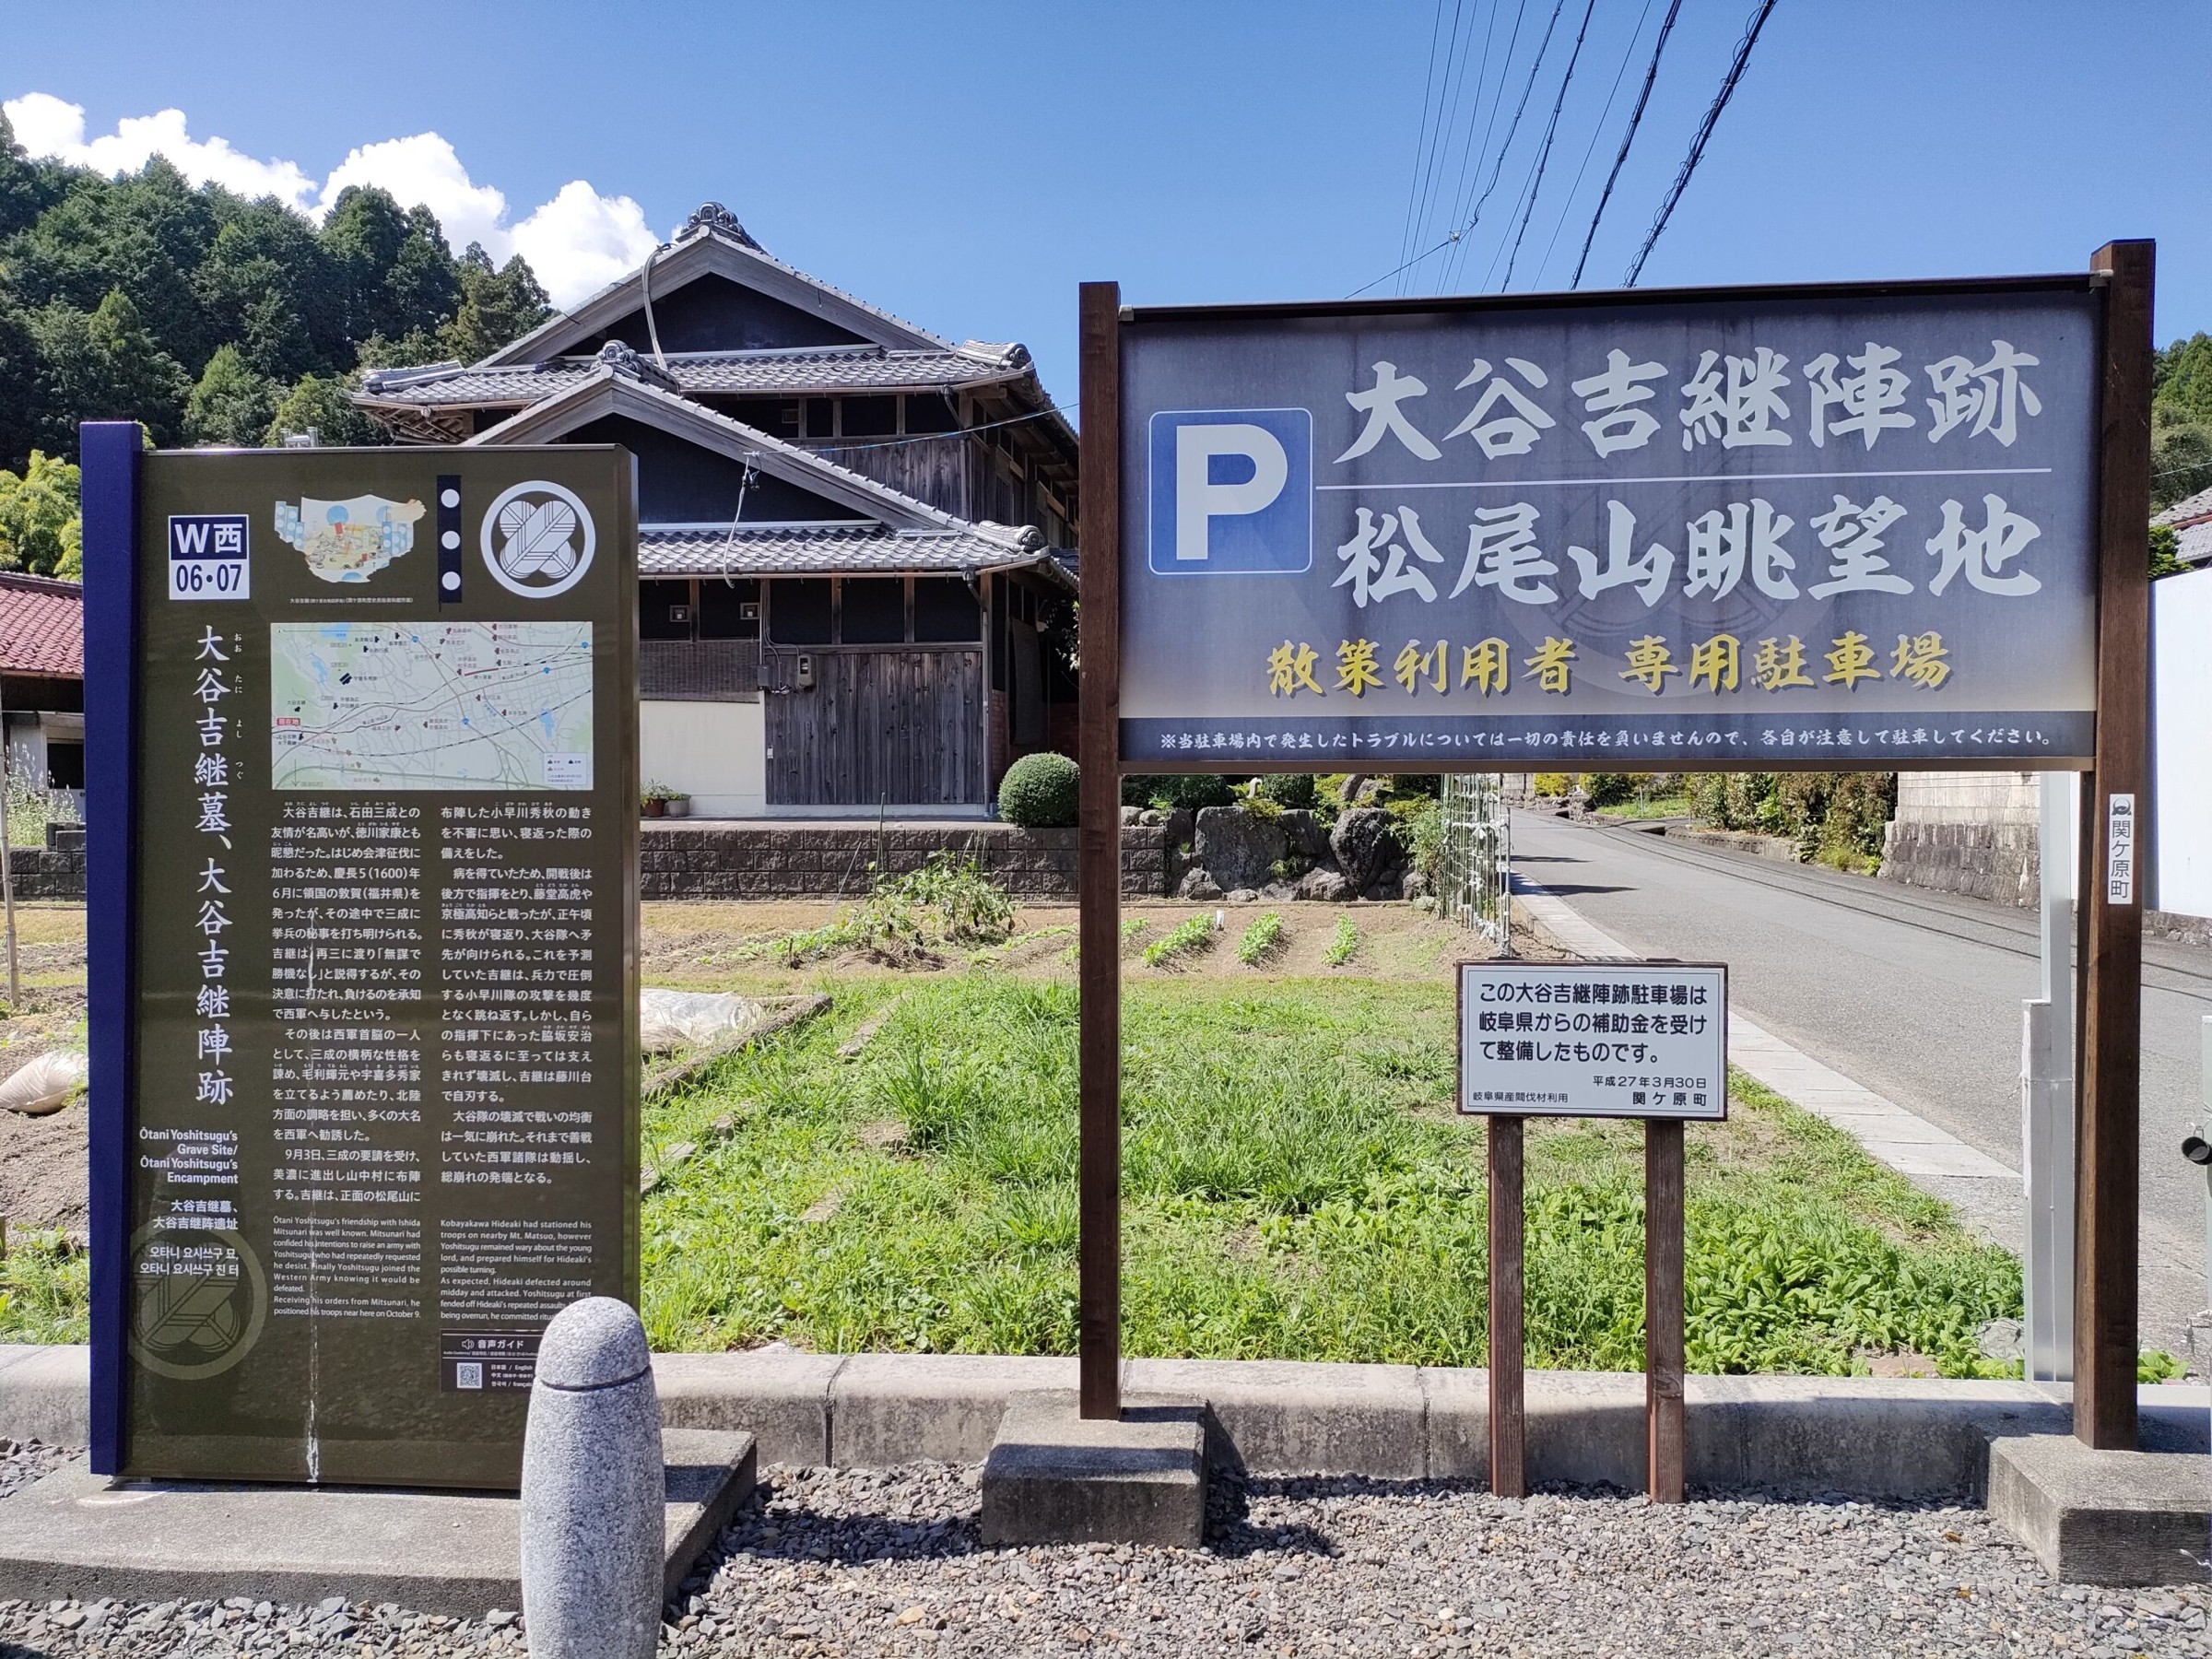 W西
06・07
大谷吉継墓、大谷吉継陣跡
おお たに よし つぐ
Ōtani Yoshitsugu's
Grave Site/
Ōtani Yoshitsugu's
Encampment
大谷吉继墓、
大谷吉继阵遗址
오타니 요시쓰구 묘,
오타니 요시쓰구 진 터
大谷吉継は、石田三成との
友情が名高いが、徳川家康とも
昵懇だった。はじめ会津征伐に
加わるため、慶長5(1600)年
6月に領国の敦賀(福井県)を
発ったが、その途中で三成に
挙兵の秘事を打ち明けられる。
吉継は、再三に渡り「無謀で
勝機なし」と説得するが、その
決意に打たれ、負けるのを承知
で西軍へ与したという。
その後は西軍首脳の一人
として、三成の横柄な性格を
諌め、毛利輝元や宇喜多秀家
を立てるよう薦めたり、北陸
方面の調略を担い、多くの大名
を西軍へ勧誘した。
9月3日、三成の要請を受け、
美濃に進出し山中村に布陣
する。吉継は、正面の松尾山に
布陣した小早川秀秋の動き
を不審に思い、寝返った際の
備えをした。
病を得ていたため、開戦後は
後方で指揮をとり、藤堂高虎や
京極高知らと戦ったが、正午頃
に秀秋が寝返り、大谷隊へ矛
先が向けられる。これを予測
していた吉継は、兵力で圧倒
する小早川隊の攻撃を幾度
となく跳ね返す。しかし、自ら
の指揮下にあった脇坂安治
らも寝返るに至っては支え
きれず壊滅し、吉継は藤川台
で自刃する。
大谷隊の壊滅で戦いの均衡
は一気に崩れた。それまで善戦
していた西軍諸隊は動揺し、
総崩れの発端となる。
Ōtani Yoshitsugu's friendship with Ishida
Mitsunari was well known. Mitsunari had
confided his intentions to raise an army with
Yoshitsugu who had repeatedly requested
he desist. Finally Yoshitsugu joined the
Western Army knowing it would be
defeated.
Receiving his orders from Mitsunari, he
positioned his troops near here on October 9.
Kobayakawa Hideaki had stationed his
troops on nearby Mt. Matsuo, however
Yoshitsugu remained wary about the young
lord, and prepared himself for Hideaki's
possible turning.
As expected, Hideaki defected around
midday and attacked. Yoshitsugu at first
fended off Hideaki's repeated assaults,
being overrun, he committed
音声ガイド
日本語 / English
P
大谷吉継陣跡
松尾山眺望地
散策利用者 専用駐車場
※当駐車場内で発生したトラブルについては一切の責任を負いませんので、各自が注意して駐車してください。
関ケ原町
この大谷吉継陣跡駐車場は
岐阜県からの補助金を受け
て整備したものです。
平成27年3月30日
岐阜県産間伐材利用 関ケ原町